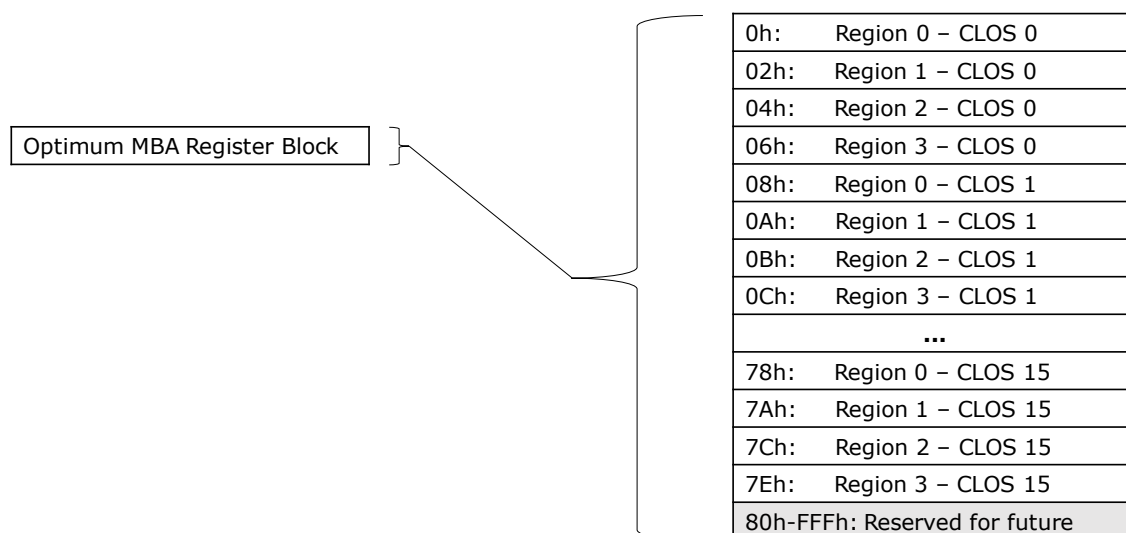 Optimum MBA Register Block
0h: Region 0 – CLOS 0
02h: Region 1 – CLOS 0
04h: Region 2 – CLOS 0
06h: Region 3 – CLOS 0
08h: Region 0 – CLOS 1
0Ah: Region 1 – CLOS 1
0Bh: Region 2 – CLOS 1
0Ch: Region 3 – CLOS 1
...
78h: Region 0 – CLOS 15
7Ah: Region 1 – CLOS 15
7Ch: Region 2 – CLOS 15
7Eh: Region 3 – CLOS 15
80h-FFFh: Reserved for future